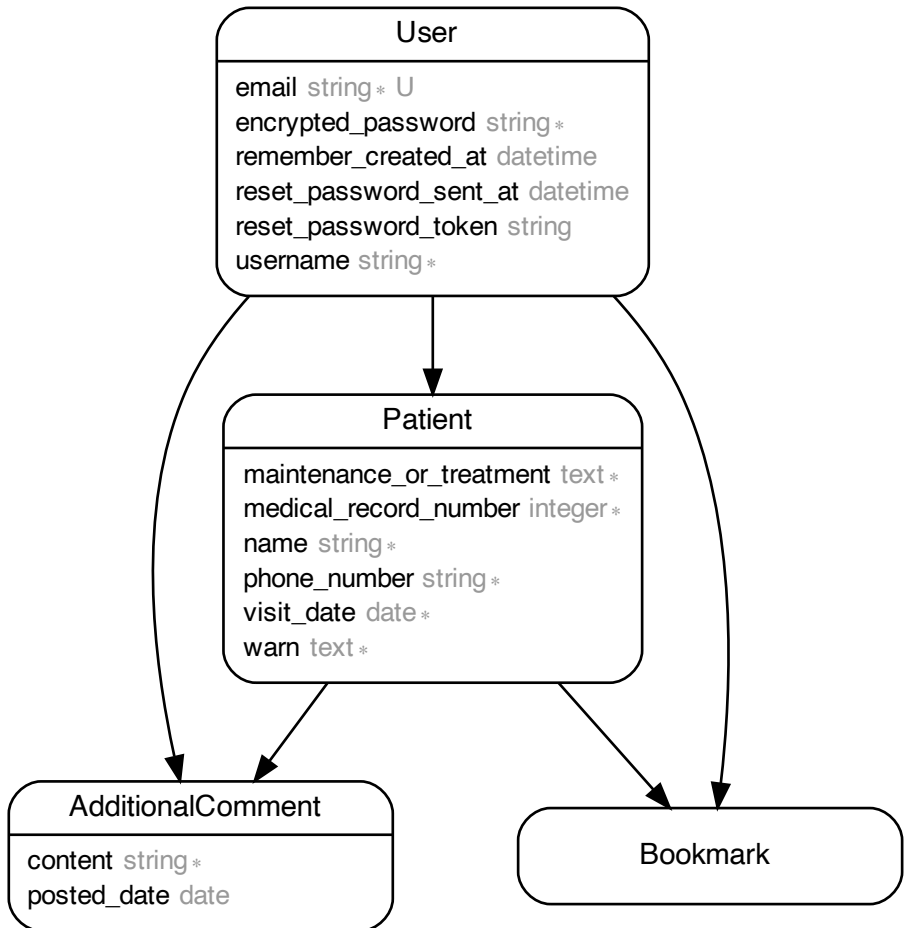 User
email string* U
encrypted_password string*
remember_created_at datetime
reset_password_sent_at datetime
reset_password_token string
username string*
Patient
maintenance_or_treatment text*
medical_record_number integer*
name string*
phone_number string*
visit_date date*
warn text*
AdditionalComment
content string*
posted_date date
Bookmark